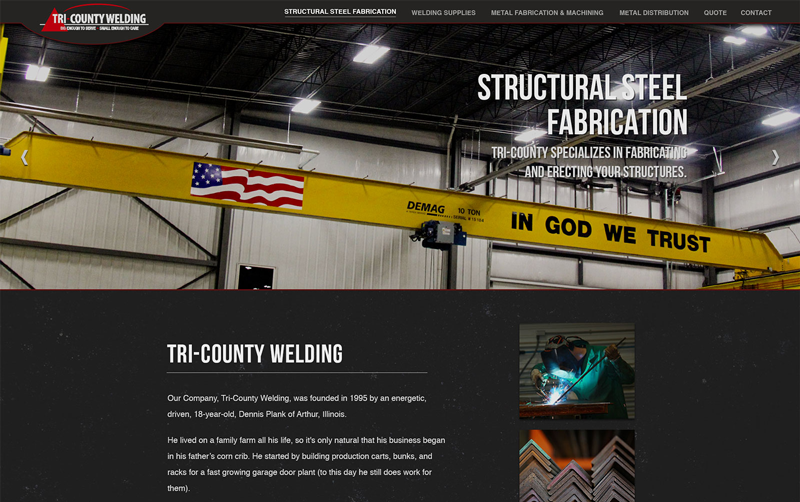 TRI-COUNTY WELDING
BIG ENOUGH TO SERVE SMALL ENOUGH TO CARE
STRUCTURAL STEEL FABRICATION
WELDING SUPPLIES
METAL FABRICATION & MACHINING
METAL DISTRIBUTION
QUOTE
CONTACT
STRUCTURAL STEEL
FABRICATION
TRI-COUNTY SPECIALIZES IN FABRICATING
AND ERECTING YOUR STRUCTURES.
DEMAG 10 TON
IN GOD WE TRUST
TRI-COUNTY WELDING
Our Company, Tri-County Welding, was founded in 1995 by an energetic,
driven, 18-year-old, Dennis Plank of Arthur, Illinois.
He lived on a family farm all his life, so it's only natural that his business began
in his father's corn crib. He started by building production carts, bunks, and
racks for a fast growing garage door plant (to this day he still does work for
them).